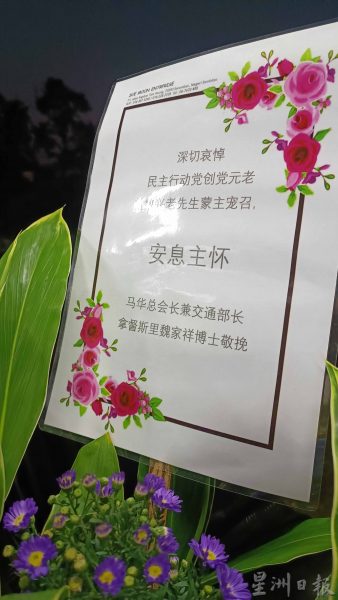 深切哀悼
民主行动党创党元老
老先生蒙主宠召，
安息主怀
马华总会长兼交通部长
拿督斯里魏家祥博士敬挽
星洲日报